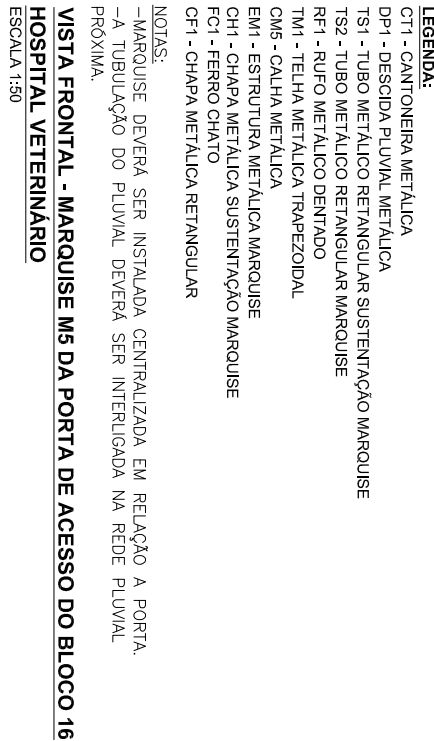 LEGENDA:
CT1 - CANTONEIRA METÁLICA
DP1 - DESCIDA PLUVIAL METÁLICA
TS1 - TUBO METÁLICO RETANGULAR SUSTENTAÇÃO MARQUISE
TS2 - TUBO METÁLICO RETANGULAR MARQUISE
RF1 - RUFO METÁLICO DENTADO
TM1 - TELHA METÁLICA TRAPEZOIDAL
CM5 - CALHA METÁLICA
EM1 - ESTRUTURA METÁLICA MARQUISE
CH1 - CHAPA METÁLICA SUSTENTAÇÃO MARQUISE
FC1 - FERRO CHATO
CF1 - CHAPA METÁLICA RETANGULAR
NOTAS:
-MARQUISE DEVERÁ SER INSTALADA CENTRALIZADA EM RELAÇÃO A PORTA.
-A TUBULAÇÃO DO PLUVIAL DEVERÁ SER INTERLIGADA NA REDE PLUVIAL
PRÓXIMA.
VISTA FRONTAL - MARQUISE M5 DA PORTA DE ACESSO DO BLOCO 16
HOSPITAL VETERINÁRIO
ESCALA 1:50